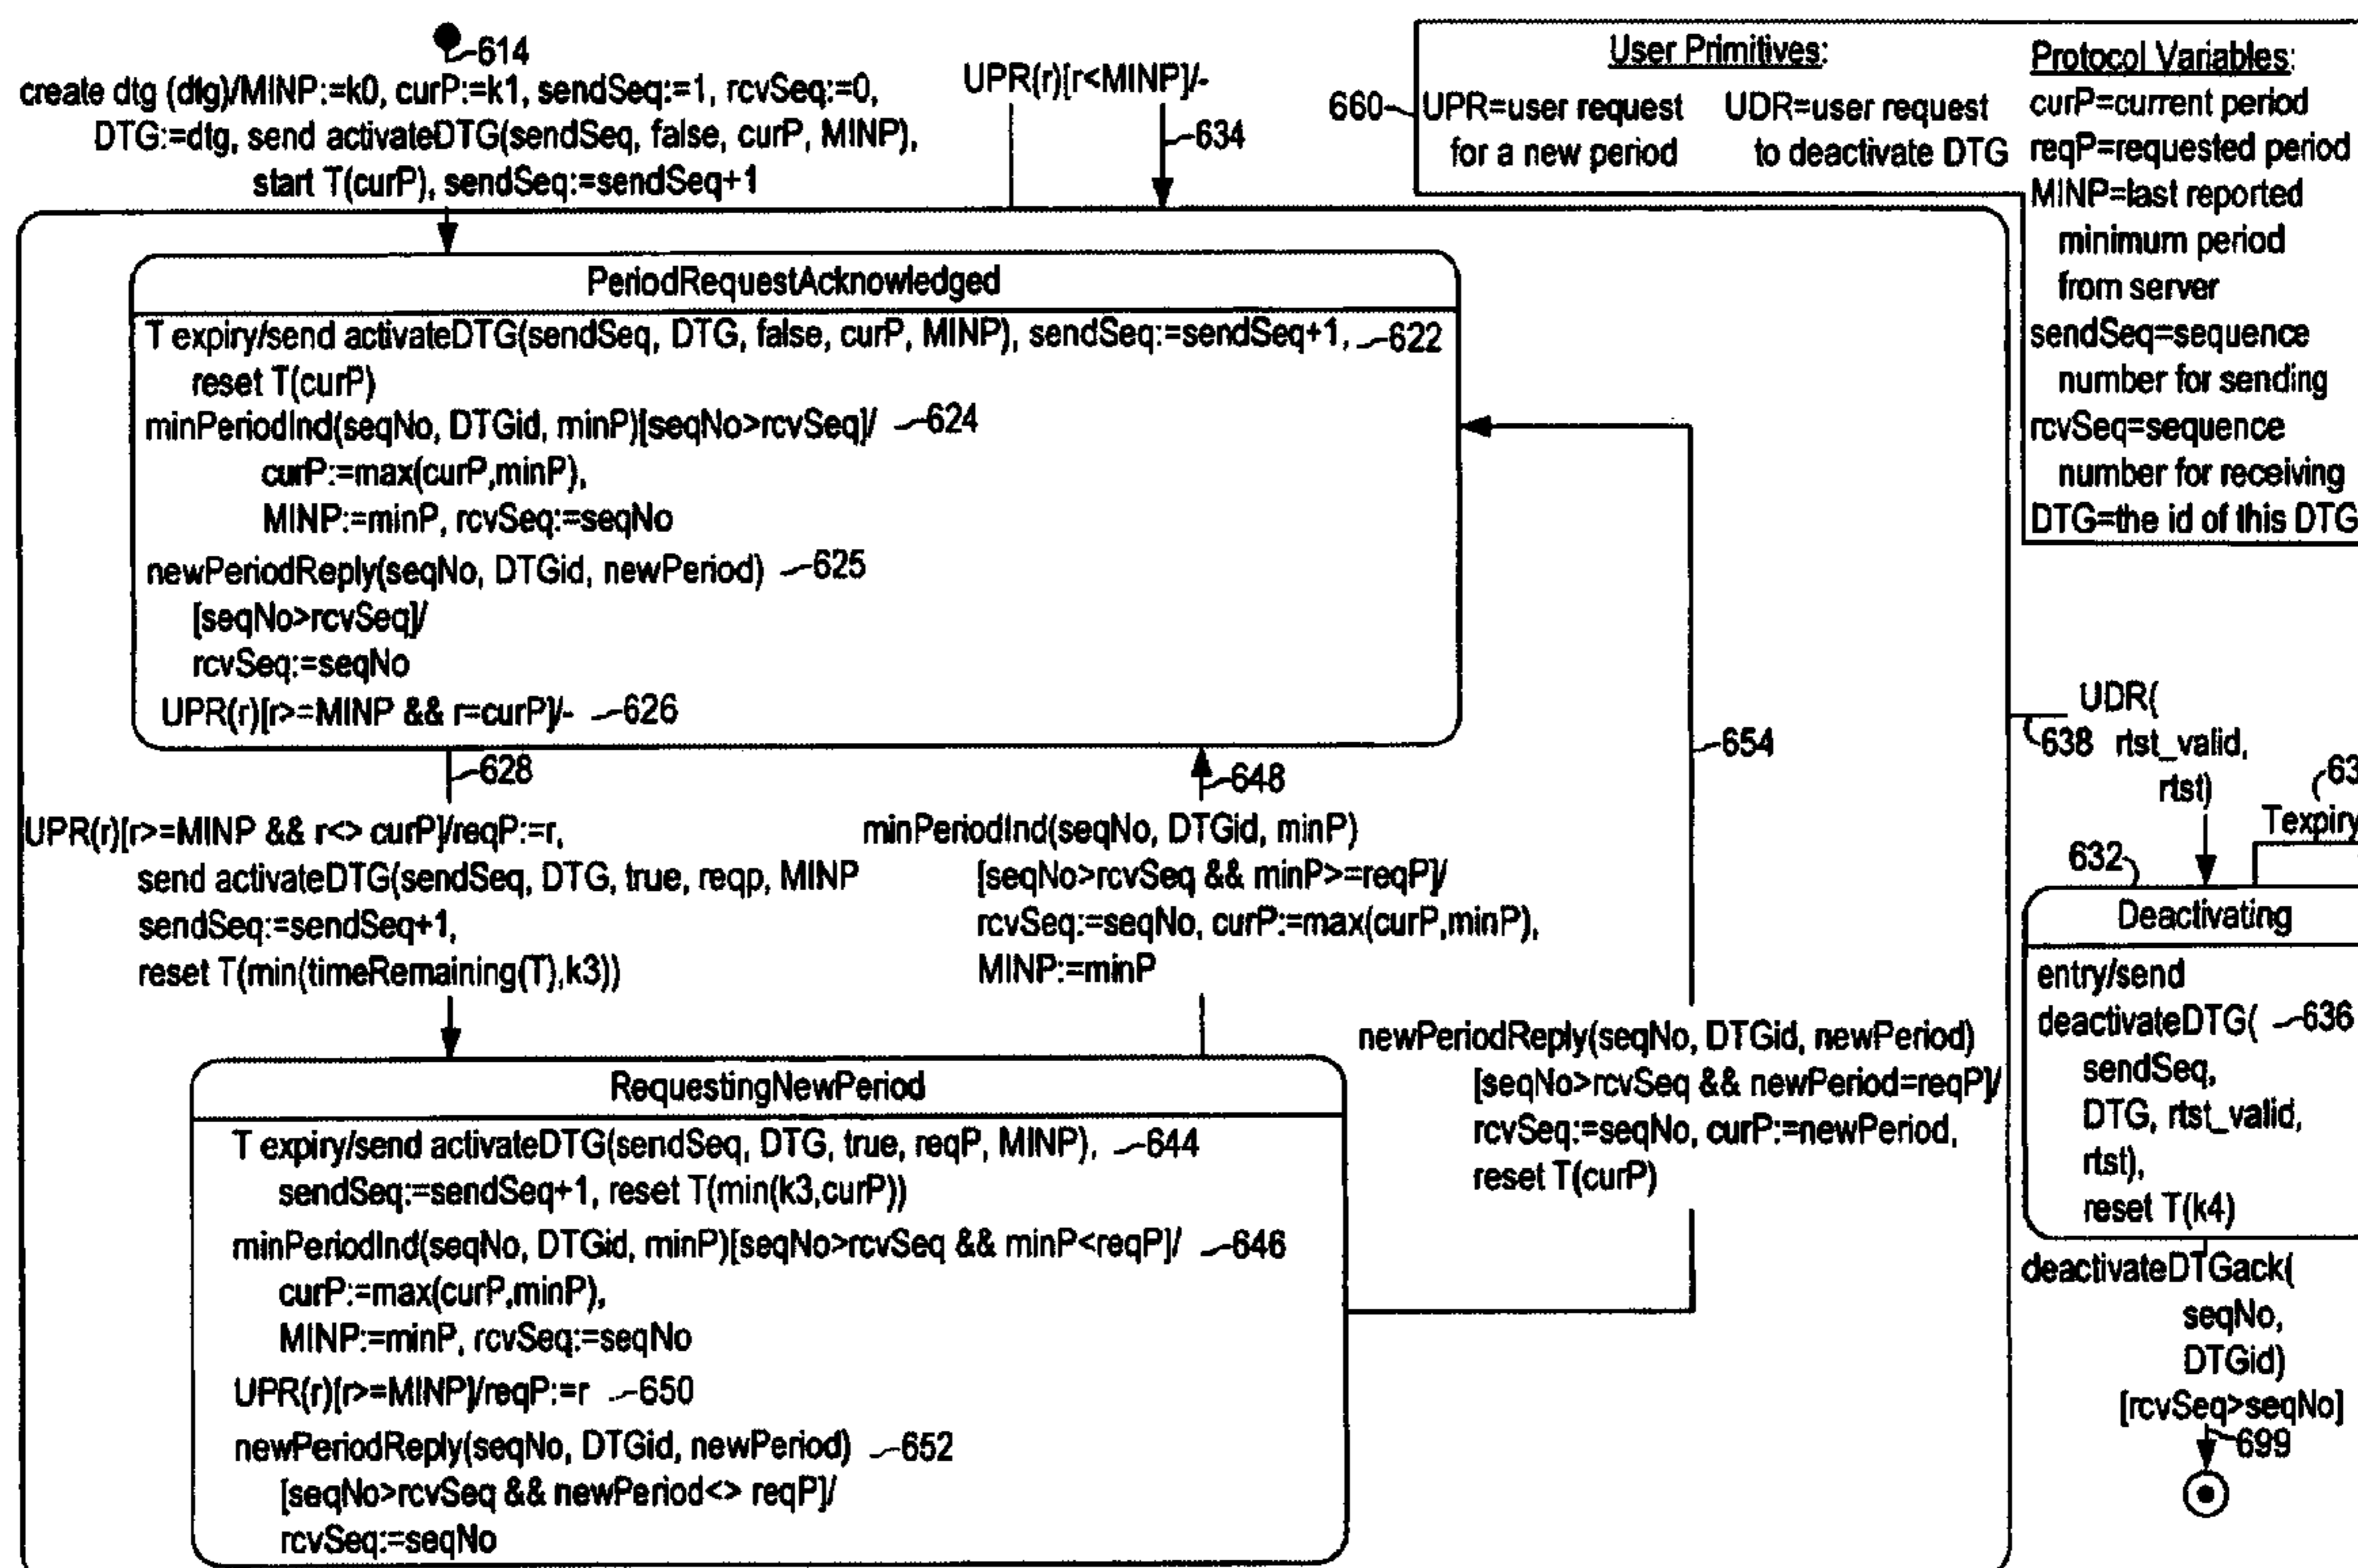 614
create dtg (dtg)/MINP:=k0, curP:=k1, sendSeq:=1, rcvSeq:=0,
DTG:=dtg, send activateDTG(sendSeq, false, curP, MINP),
start T(curP), sendSeq:=sendSeq+1
UPR(r)[r<MINP]/-
634
660
User Primitives:
UPR=user request
for a new period
UDR=user request
to deactivate DTG
Protocol Variables:
curP=current period
reqP=requested period
MINP=last reported
minimum period
from server
sendSeq=sequence
number for sending
rcvSeq=sequence
number for receiving
DTG=the id of this DTG
PeriodRequestAcknowledged
T expiry/send activateDTG(sendSeq, DTG, false, curP, MINP), sendSeq:=sendSeq+1, 622
reset T(curP)
minPeriodInd(seqNo, DTGid, minP)[seqNo>rcvSeq]/ 624
curP:=max(curP,minP),
MINP:=minP, rcvSeq:=seqNo
newPeriodReply(seqNo, DTGid, newPeriod) 625
[seqNo>rcvSeq]/
rcvSeq:=seqNo
UPR(r)[r>=MINP && r=curP]/- 626
628
UPR(r)[r>=MINP && r<> curP]/reqP:=r,
send activateDTG(sendSeq, DTG, true, reqp, MINP
sendSeq:=sendSeq+1,
reset T(min(timeRemaining(T),k3))
648
minPeriodInd(seqNo, DTGid, minP)
[seqNo>rcvSeq && minP>=reqP]/
rcvSeq:=seqNo, curP:=max(curP,minP),
MINP:=minP
654
newPeriodReply(seqNo, DTGid, newPeriod)
[seqNo>rcvSeq && newPeriod=reqP]/
rcvSeq:=seqNo, curP:=newPeriod,
reset T(curP)
RequestingNewPeriod
T expiry/send activateDTG(sendSeq, DTG, true, reqP, MINP), 644
sendSeq:=sendSeq+1, reset T(min(k3,curP))
minPeriodInd(seqNo, DTGid, minP)[seqNo>rcvSeq && minP<reqP]/ 646
curP:=max(curP,minP),
MINP:=minP, rcvSeq:=seqNo
UPR(r)[r>=MINP]/reqP:=r 650
newPeriodReply(seqNo, DTGid, newPeriod) 652
[seqNo>rcvSeq && newPeriod<> reqP]/
rcvSeq:=seqNo
UDR(
638 rtst_valid,
rtst)
Texpiry
632
Deactivating
entry/send
deactivateDTG( 636
sendSeq,
DTG, rtst_valid,
rtst),
reset T(k4)
deactivateDTGack(
seqNo,
DTGid)
[rcvSeq>seqNo]
699